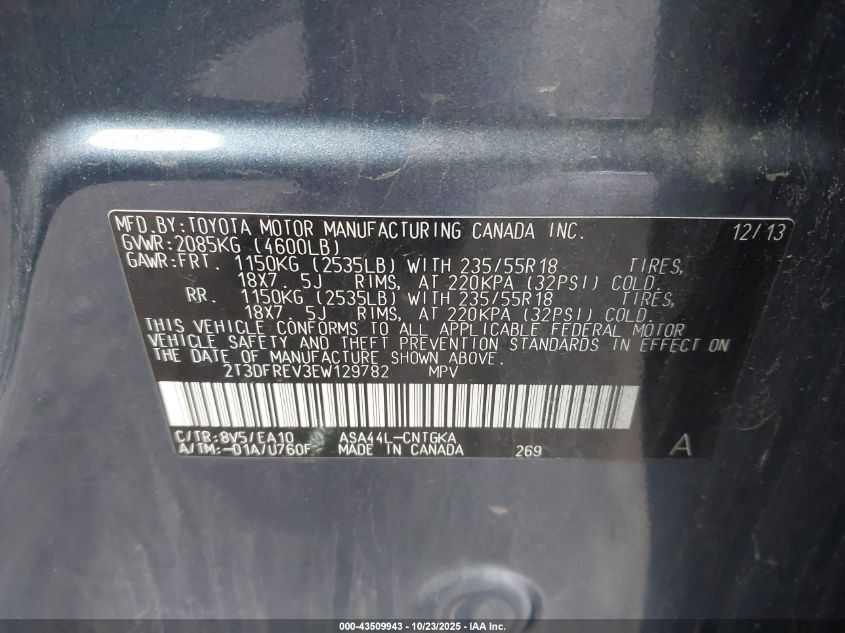 MFD.BY:TOYOTA MOTOR MANUFACTURING CANADA INC. 12/13
GVWR:2085KG (4600LB)
GAWR:FRT. 1150KG (2535LB) WITH 235/55R18 TIRES,
18X7. 5J RIMS, AT 220KPA (32PSI) COLD.
RR. 1150KG (2535LB) WITH 235/55R18 TIRES,
18X7. 5J RIMS, AT 220KPA (32PSI) COLD.
THIS VEHICLE CONFORMS TO ALL APPLICABLE FEDERAL MOTOR
VEHICLE SAFETY AND THEFT PREVENTION STANDARDS IN EFFECT ON
THE DATE OF MANUFACTURE SHOWN ABOVE.
2T3DFREV3EW129782 MPV
C/TR:8V5/EA10 ASA44L-CNTGKA
A/TM:-01A/U760F MADE IN CANADA 269 A
000-43509943 - 10/23/2025 - IAA Inc.